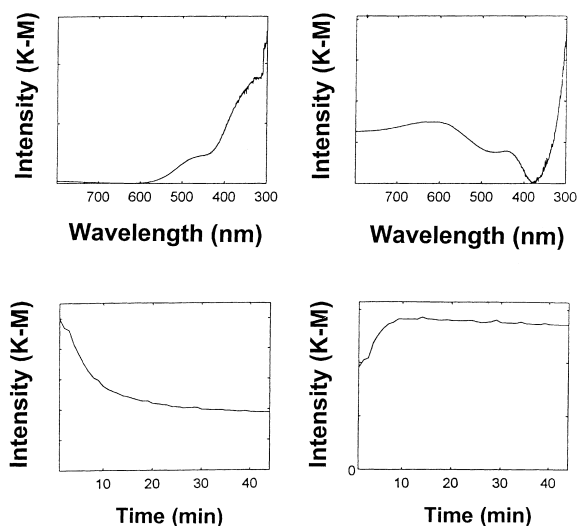 Intensity (K-M)
700 600 500 400 300
Wavelength (nm)
Intensity (K-M)
700 600 500 400 300
Wavelength (nm)
Intensity (K-M)
10 20 30 40
Time (min)
Intensity (K-M)
0
10 20 30 40
Time (min)